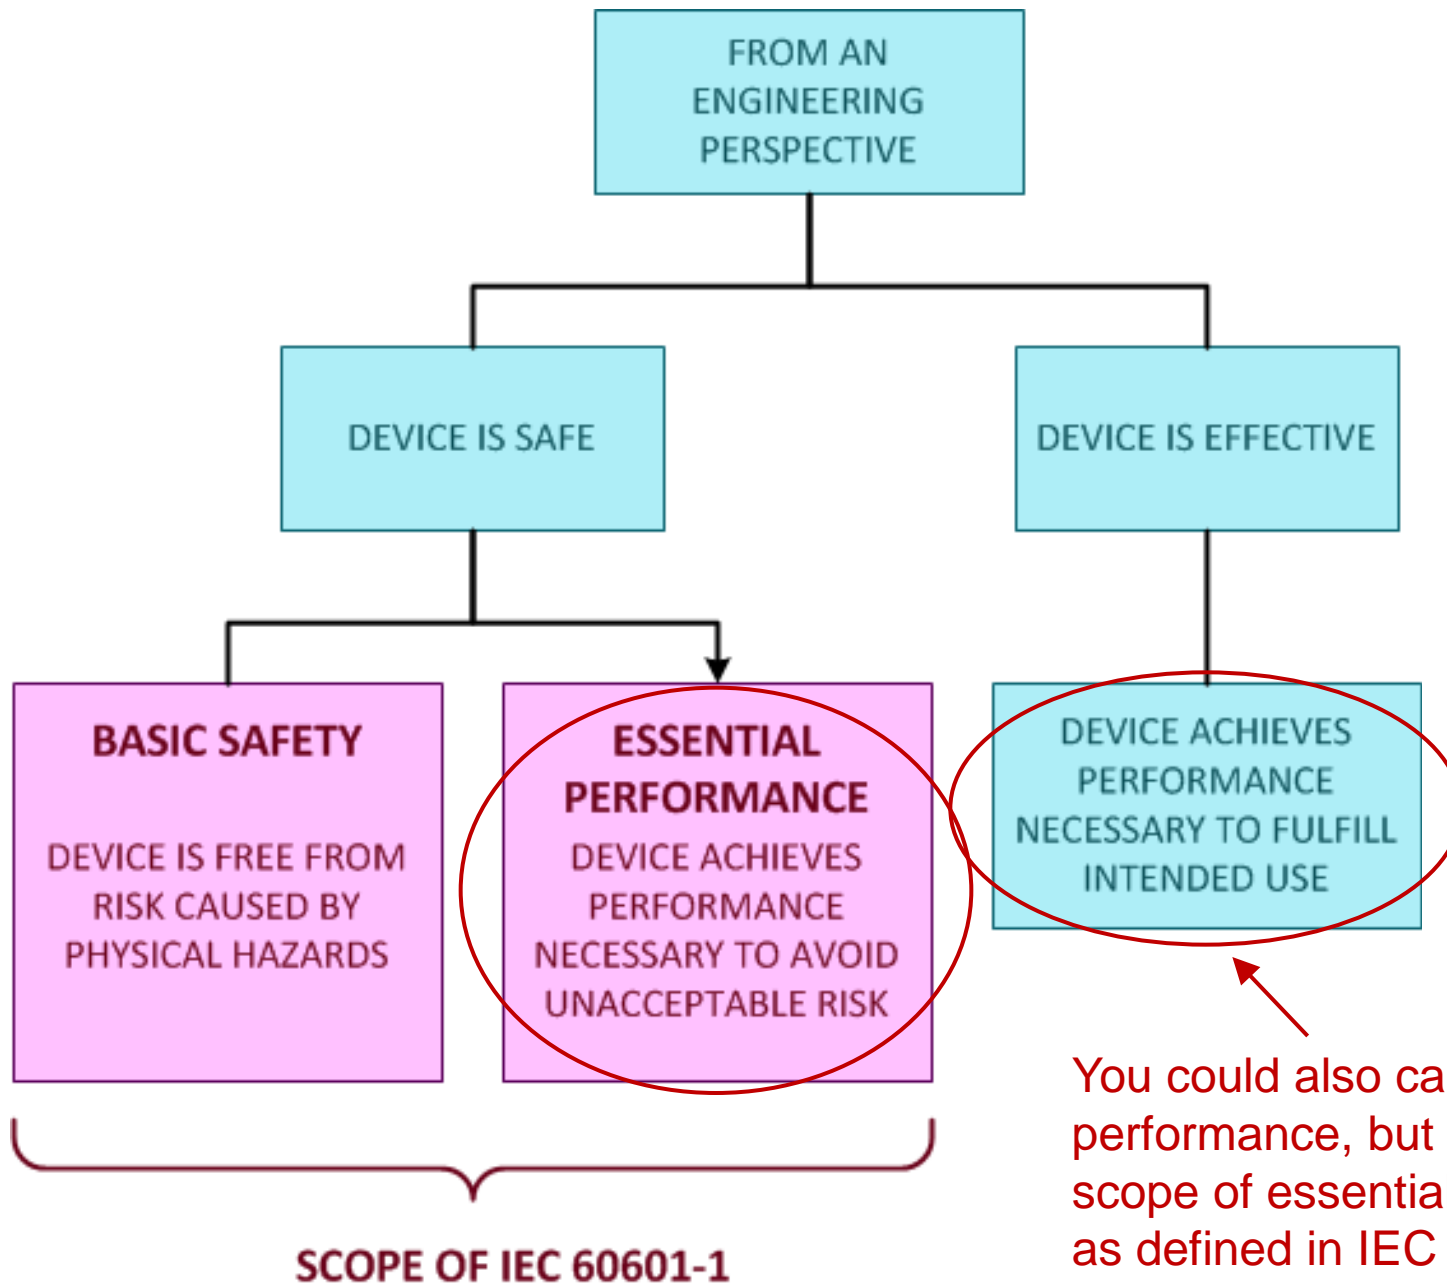 FROM AN
ENGINEERING
PERSPECTIVE
DEVICE IS SAFE
DEVICE IS EFFECTIVE
BASIC SAFETY
DEVICE IS FREE FROM
RISK CAUSED BY
PHYSICAL HAZARDS
ESSENTIAL
PERFORMANCE
DEVICE ACHIEVES
PERFORMANCE
NECESSARY TO AVOID
UNACCEPTABLE RISK
DEVICE ACHIEVES
PERFORMANCE
NECESSARY TO FULFILL
INTENDED USE
You could also
performance, but
scope of
as defined in IEC
SCOPE OF IEC 60601-1